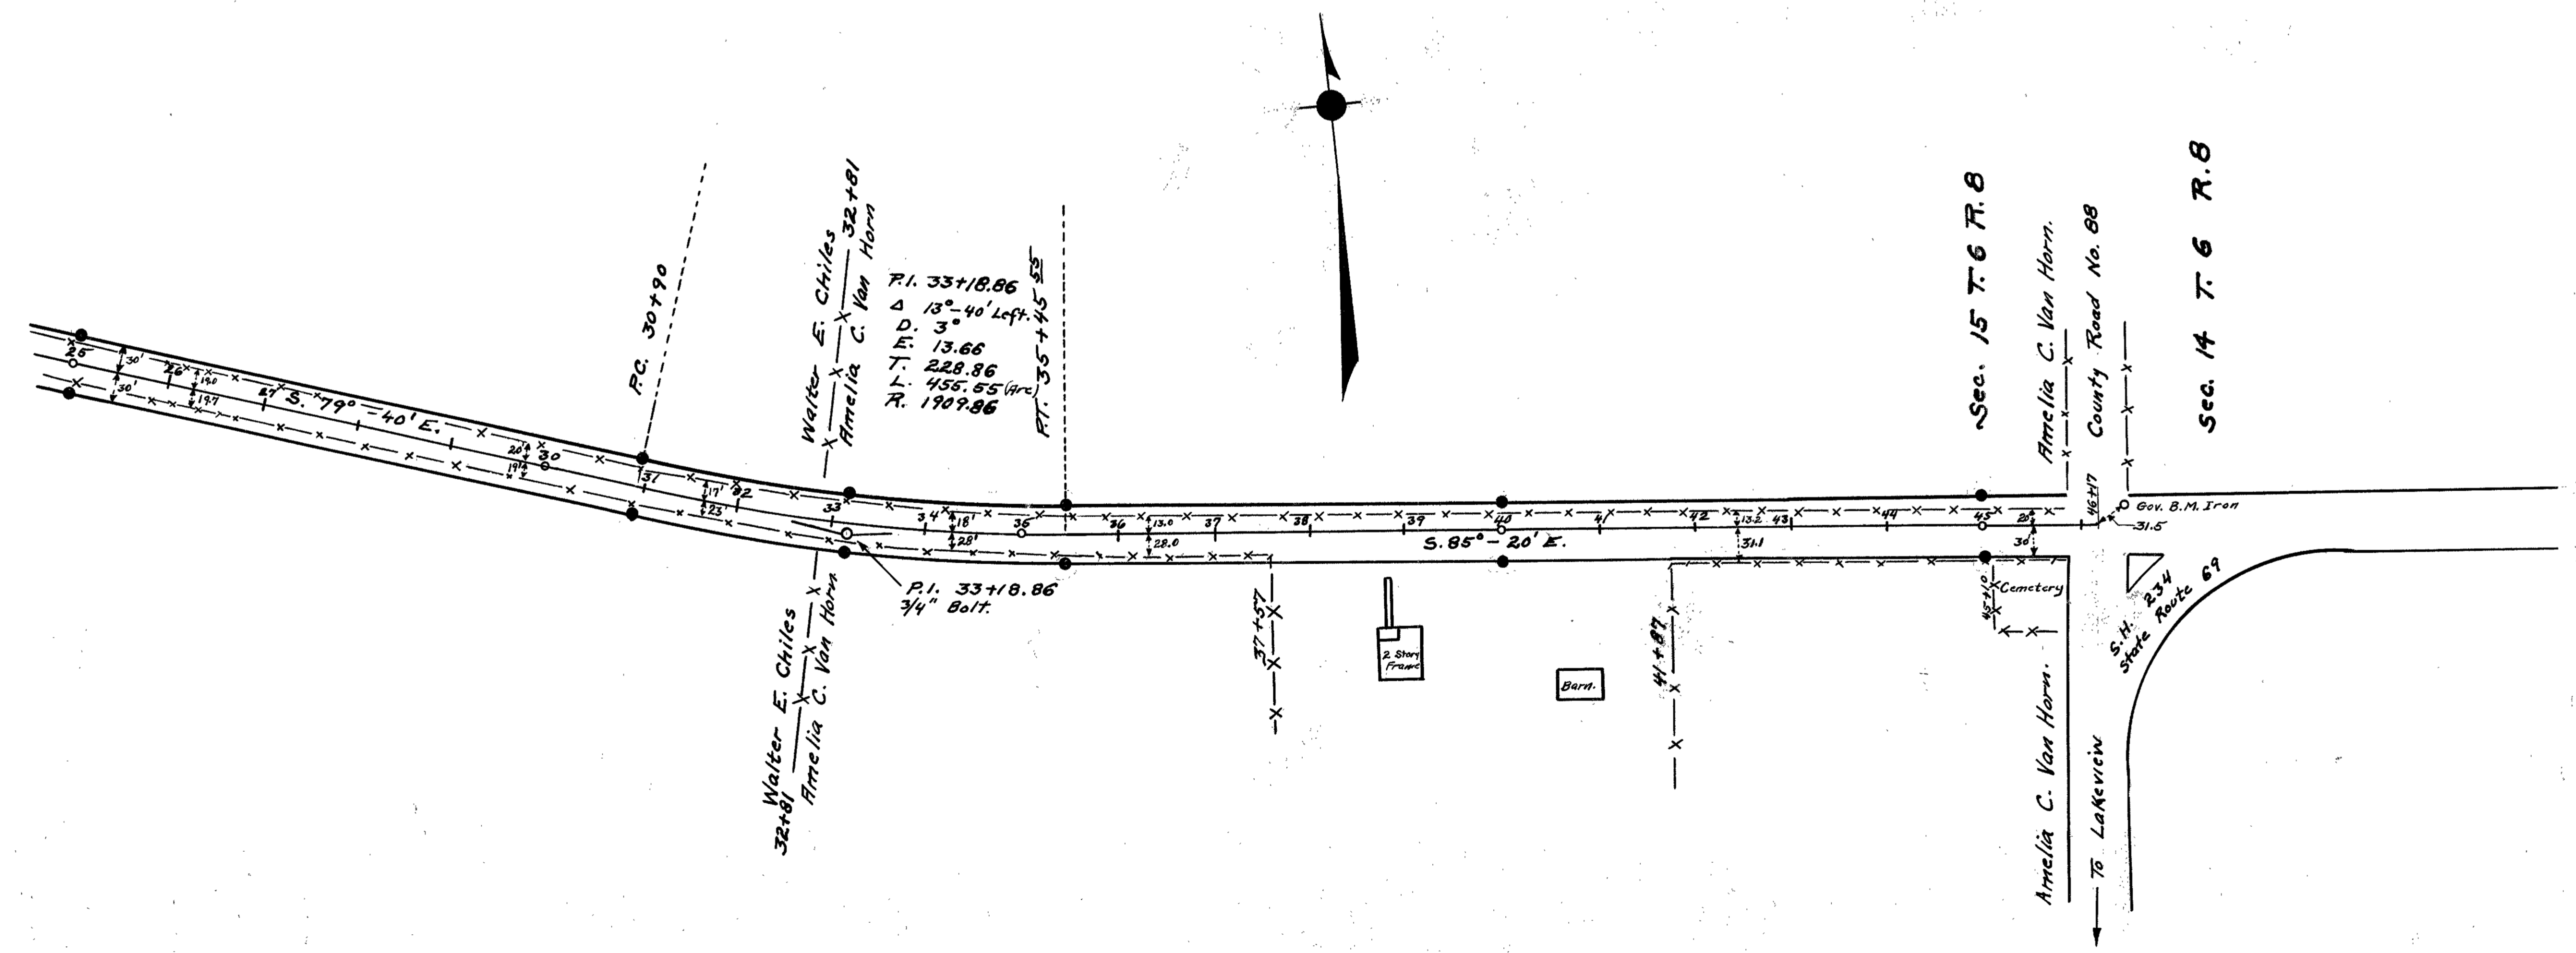 25
30'
30'
26
19.0
19.7
27
S. 79° - 40' E.
20'
30
19'
P.C. 30+90
31
17'
32
23'
Walter E. Chiles
32+81
Amelia C. Van Horn
P.I. 33+18.86
Δ 13°-40' Left.
D. 3°
E. 13.66
T. 228.86
L. 455.55 (Arc)
R. 1909.86
P.T. 35+45 55
33
34
18'
28'
35
36
13.0
28.0
37
38
39
40
S. 85° - 20' E.
41
42
13.2
43
31.1
44
45
20'
30'
46+17
Gov. B.M. Iron
31.5
Sec. 15 T. 6 R. 8
Amelia C. Van Horn.
County Road No. 88
Sec. 14 T. 6 R. 8
P.I. 33+18.86
3/4" Bolt.
Walter E. Chiles
32+81
Amelia C. Van Horn
37+57
2 Story
Frame
Barn.
41+87
45+10
Cemetery
S.H. 234
State Route 69
Amelia C. Van Horn.
To Lakeview